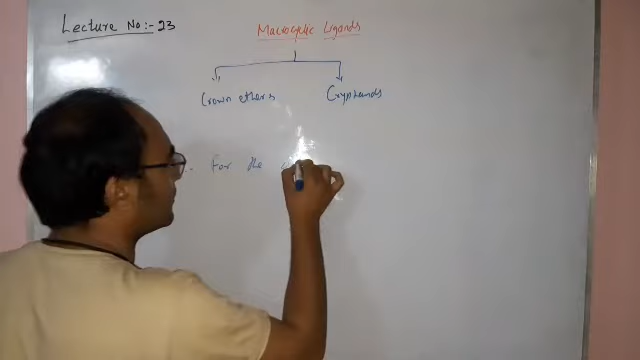 Lecture No:- 23
Macrocyclic Ligands
Crown ethers
Cryptands
For the